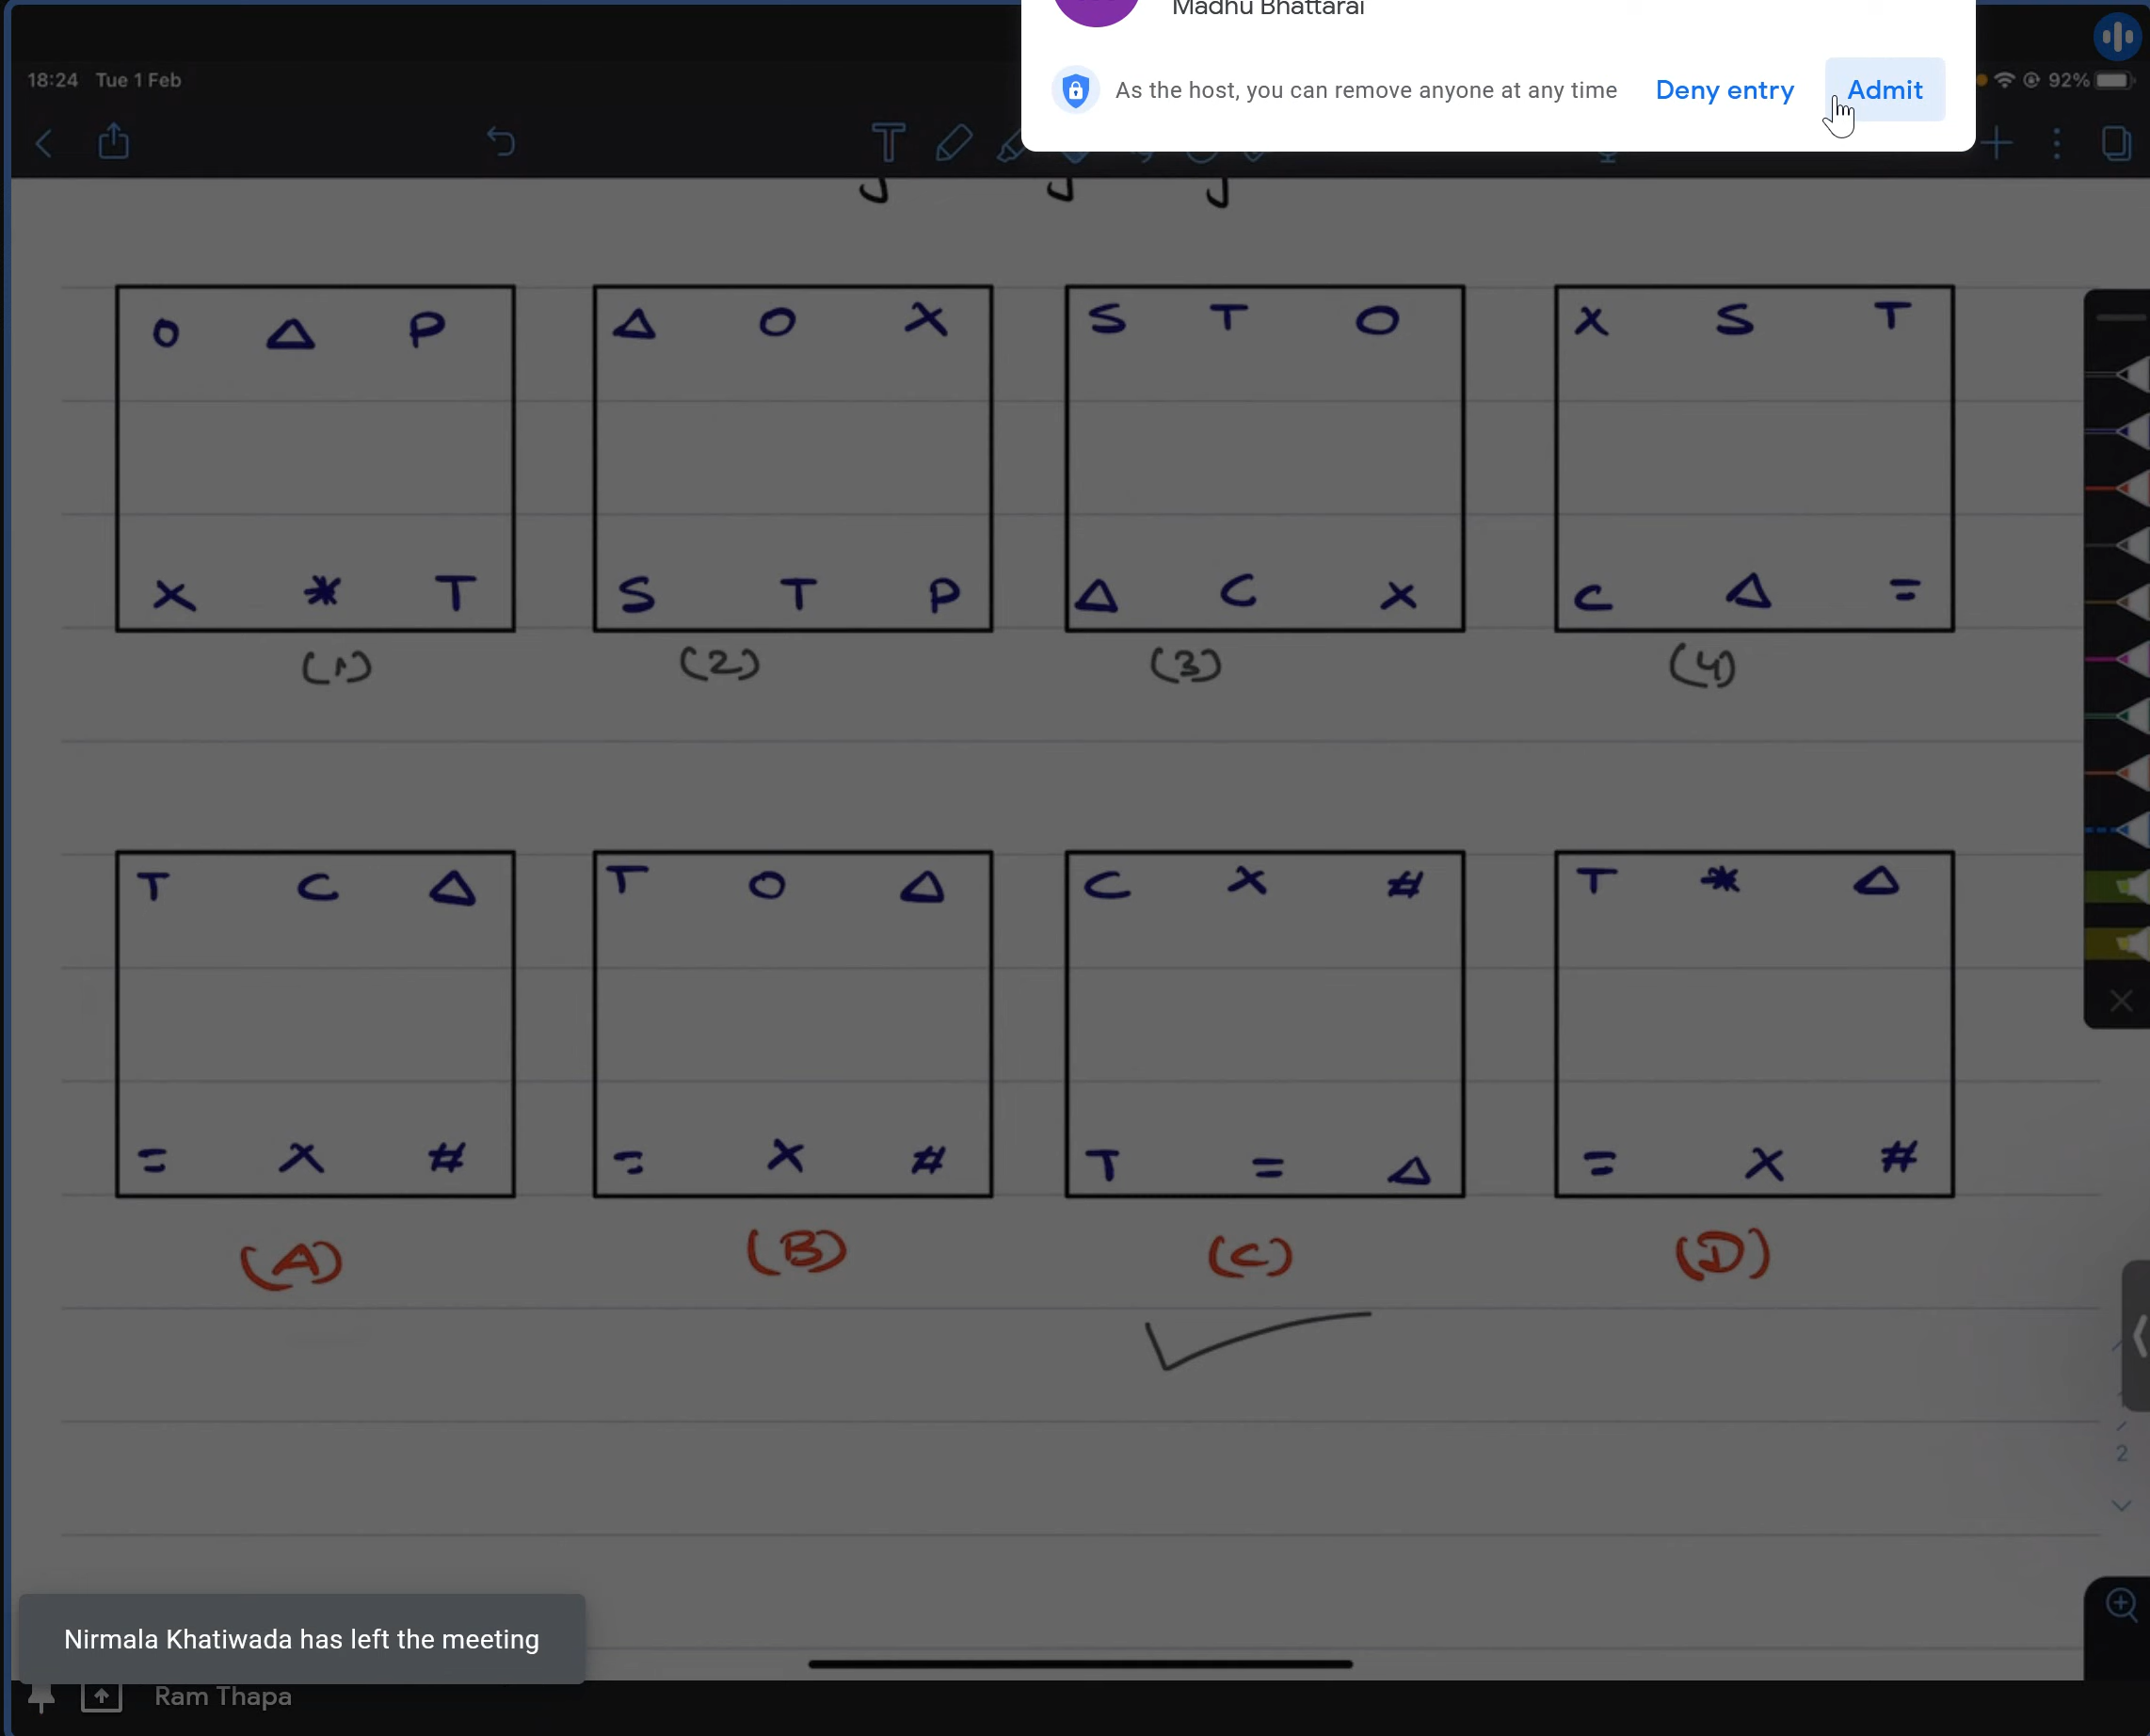 Madhu Bhattarai
As the host, you can remove anyone at any time Deny entry Admit
18:24 Tue 1 Feb 92%
O Δ P
X * T
(1)
Δ O X
S T P
(2)
S T O
Δ C X
(3)
X S T
C Δ =
(4)
T C Δ
= X #
(A)
T O Δ
= X #
(B)
C X #
T = Δ
(C)
T * Δ
= X #
(D)
2
Nirmala Khatiwada has left the meeting
Ram Thapa